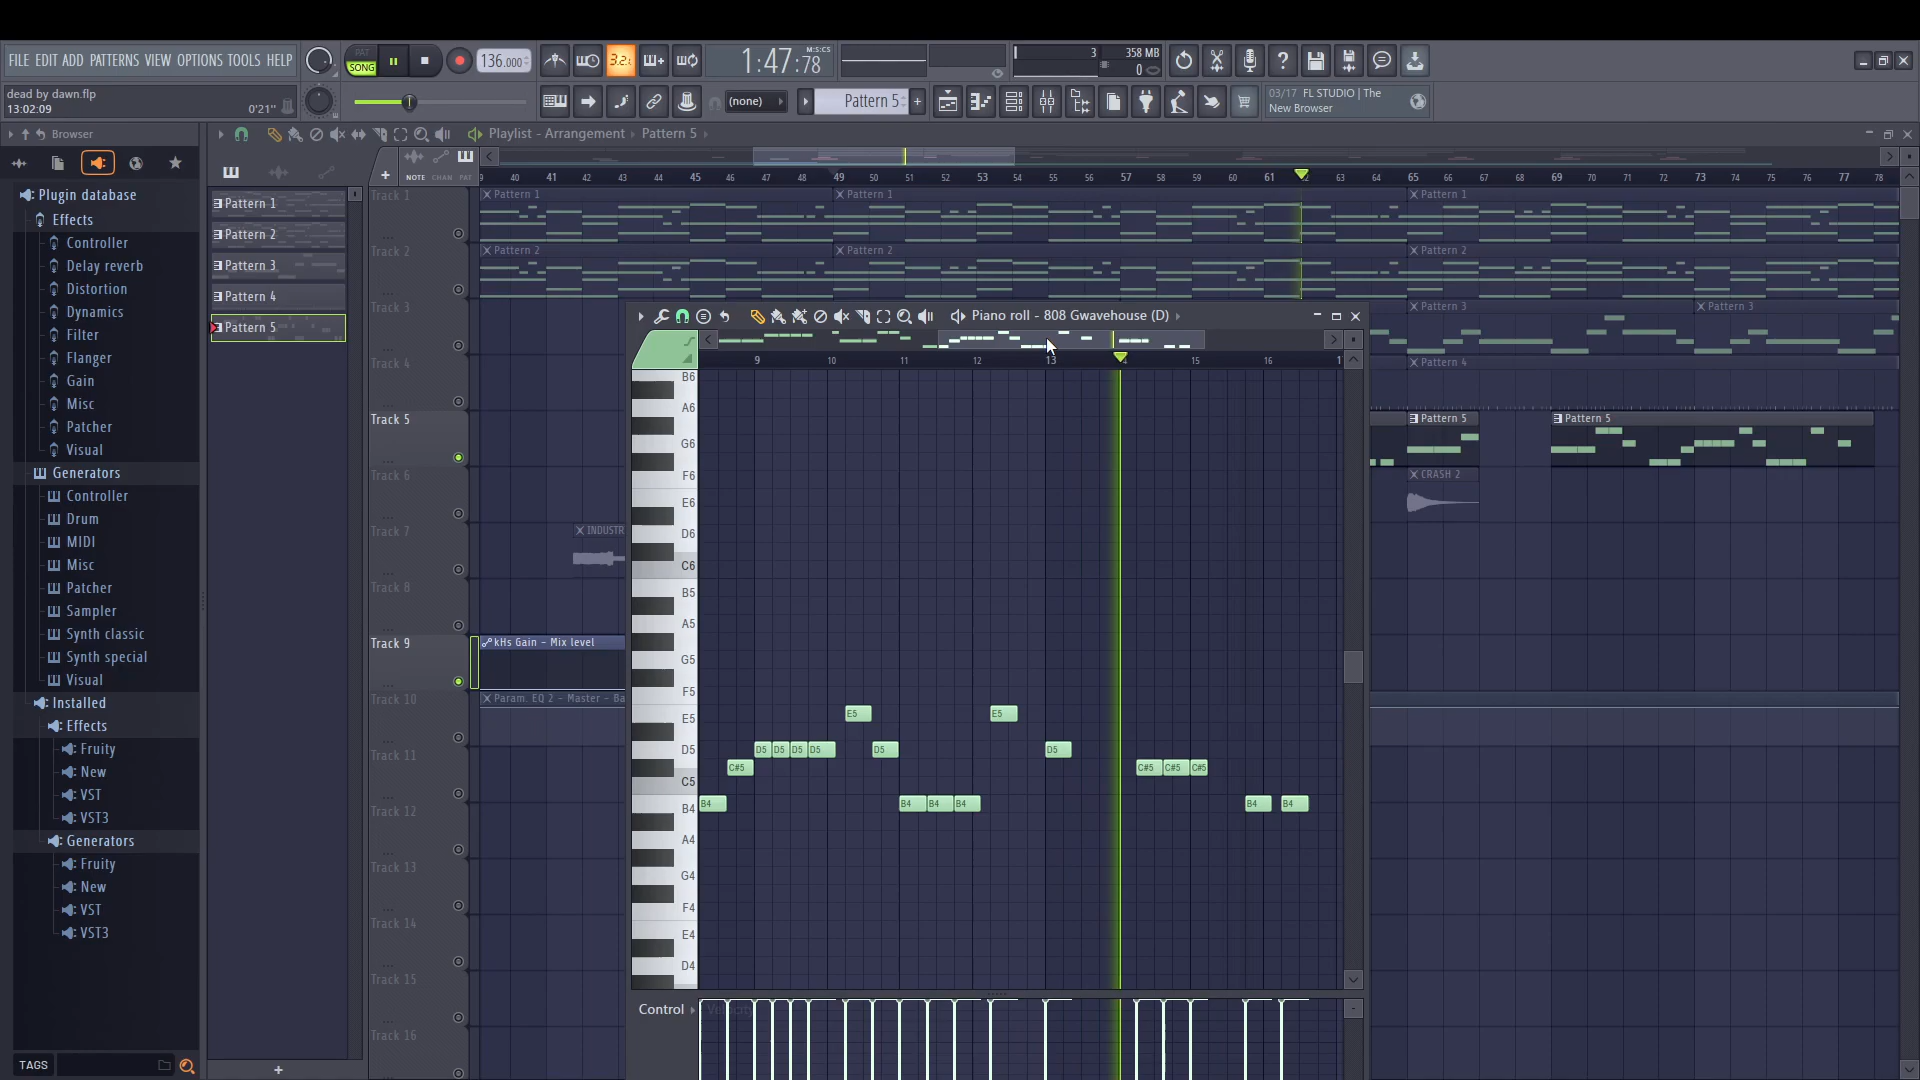 FILE EDIT ADD PATTERNS VIEW OPTIONS TOOLS HELP
PAT
SONG
136.000
3.2
1:47:78
M:S:CS
3
358 MB
0
dead by dawn.flp
13:02:09
0'21"
(none)
Pattern 5
03/17 FL STUDIO | The
New Browser
Browser
Playlist - Arrangement
Pattern 5
NOTE CHAN PAT
Plugin database
Effects
Controller
Delay reverb
Distortion
Dynamics
Filter
Flanger
Gain
Misc
Patcher
Visual
Generators
Controller
Drum
MIDI
Misc
Patcher
Sampler
Synth classic
Synth special
Visual
Installed
Effects
Fruity
New
VST
VST3
Generators
Fruity
New
VST
VST3
TAGS
Pattern 1
Pattern 2
Pattern 3
Pattern 4
Pattern 5
9 40 41 42 43 44 45 46 47 48 49 50 51 52 53 54 55 56 57 58 59 60 61 62 63 64 65 66 67 68 69 70 71 72 73 74 75 76 77 78
Track 1
Pattern 1
Pattern 1
Pattern 1
Track 2
Pattern 2
Pattern 2
Pattern 2
Track 3
Pattern 3
Pattern 3
Track 4
Pattern 4
Track 5
Pattern 5
Pattern 5
Track 6
CRASH 2
Track 7
INDUSTR
Track 8
Track 9
kHs Gain - Mix level
Track 10
Param. EQ 2 - Master - Ba
Track 11
Track 12
Track 13
Track 14
Track 15
Track 16
Piano roll - 808 Gwavehouse (D)
9 10 11 12 13 4 15 16 1
B6
A6
G6
F6
E6
D6
C6
B5
A5
G5
F5
E5
D5
C5
B4
A4
G4
F4
E4
D4
E5 E5
D5 D5 D5 D5 D5 D5
C#5 C#5 C#5 C#5
B4 B4 B4 B4 B4 B4
Control
Velocity